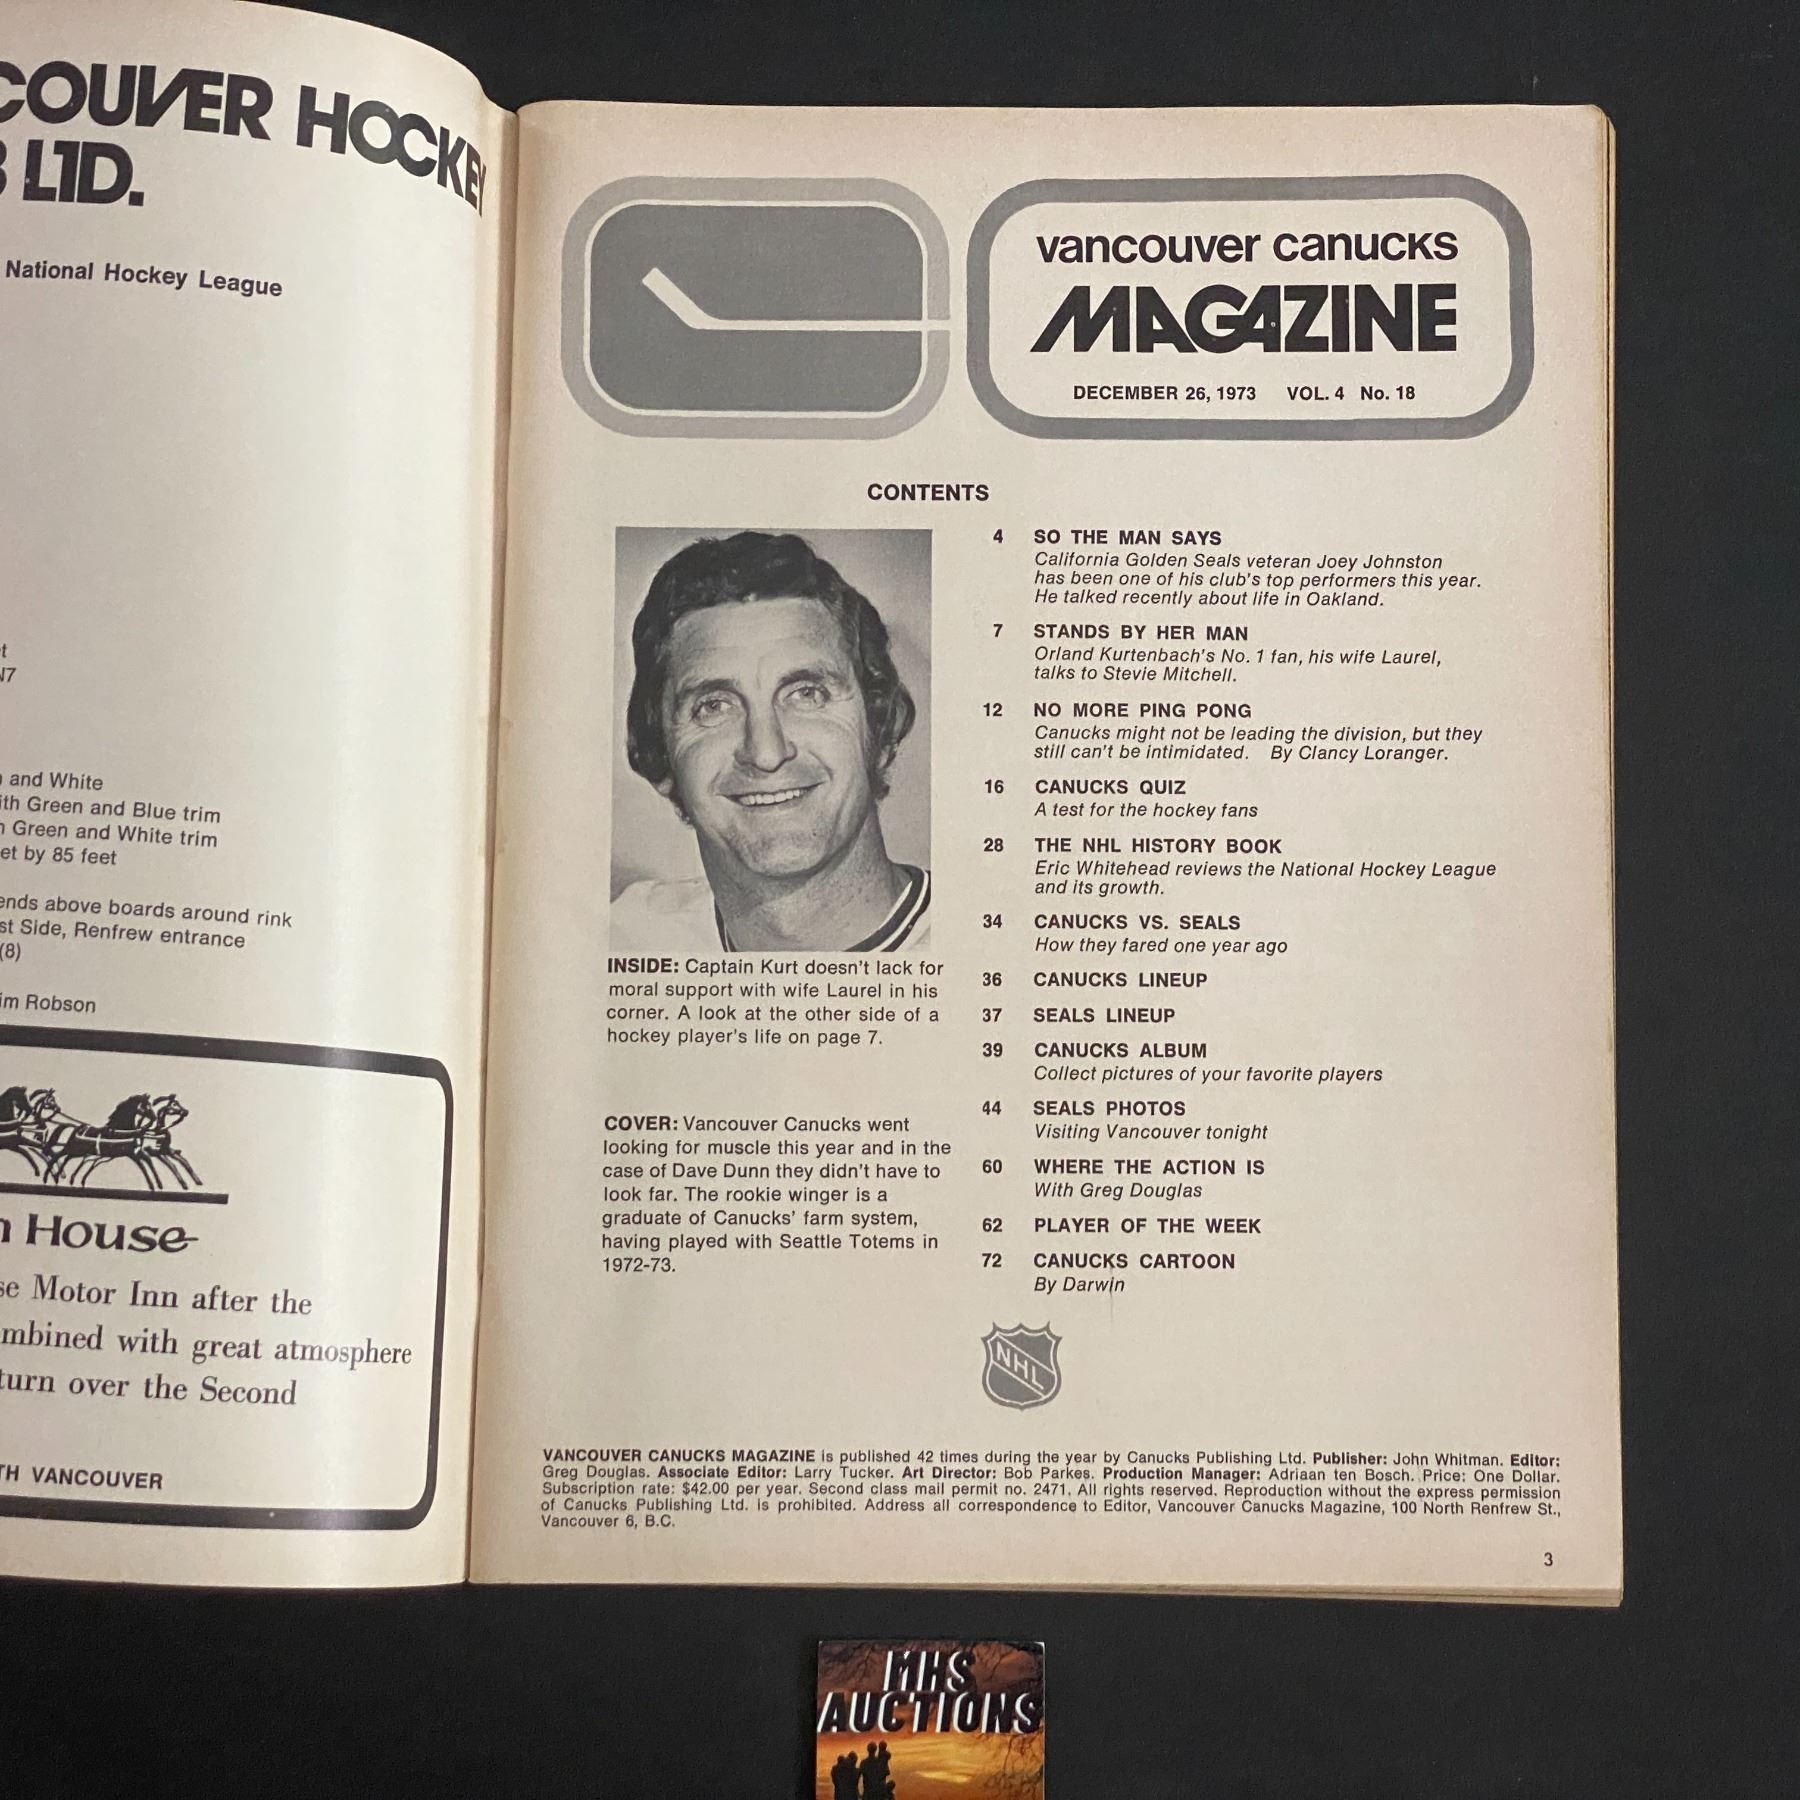 COUVER HOCKEY
LTD.
National Hockey League
and White
Green and Blue trim
Green and White trim
by 85 feet
above boards around rink
Side, Renfrew entrance
(8)
Robson
House
Motor Inn after the
with great atmosphere
over the Second
VANCOUVER
vancouver canucks
MAGAZINE
DECEMBER 26, 1973 VOL. 4 No. 18
CONTENTS
INSIDE: Captain Kurt doesn't lack for
moral support with wife Laurel in his
corner. A look at the other side of a
hockey player's life on page 7.
COVER: Vancouver Canucks went
looking for muscle this year and in the
case of Dave Dunn they didn't have to
look far. The rookie winger is a
graduate of Canucks' farm system,
having played with Seattle Totems in
1972-73.
4 SO THE MAN SAYS
California Golden Seals veteran Joey Johnston
has been one of his club's top performers this year.
He talked recently about life in Oakland.
7 STANDS BY HER MAN
Orland Kurtenbach's No. 1 fan, his wife Laurel,
talks to Stevie Mitchell.
12 NO MORE PING PONG
Canucks might not be leading the division, but they
still can't be intimidated. By Clancy Loranger.
16 CANUCKS QUIZ
A test for the hockey fans
28 THE NHL HISTORY BOOK
Eric Whitehead reviews the National Hockey League
and its growth.
34 CANUCKS VS. SEALS
How they fared one year ago
36 CANUCKS LINEUP
37 SEALS LINEUP
39 CANUCKS ALBUM
Collect pictures of your favorite players
44 SEALS PHOTOS
Visiting Vancouver tonight
60 WHERE THE ACTION IS
With Greg Douglas
62 PLAYER OF THE WEEK
72 CANUCKS CARTOON
By Darwin
NHL
VANCOUVER CANUCKS MAGAZINE is published 42 times during the year by Canucks Publishing Ltd. Publisher: John Whitman. Editor:
Greg Douglas. Associate Editor: Larry Tucker. Art Director: Bob Parkes. Production Manager: Adriaan ten Bosch. Price: One Dollar.
Subscription rate: $42.00 per year. Second class mail permit no. 2471. All rights reserved. Reproduction without the express permission
of Canucks Publishing Ltd. is prohibited. Address all correspondence to Editor, Vancouver Canucks Magazine, 100 North Renfrew St.,
Vancouver 6, B.C.
3
MHS
AUCTIONS